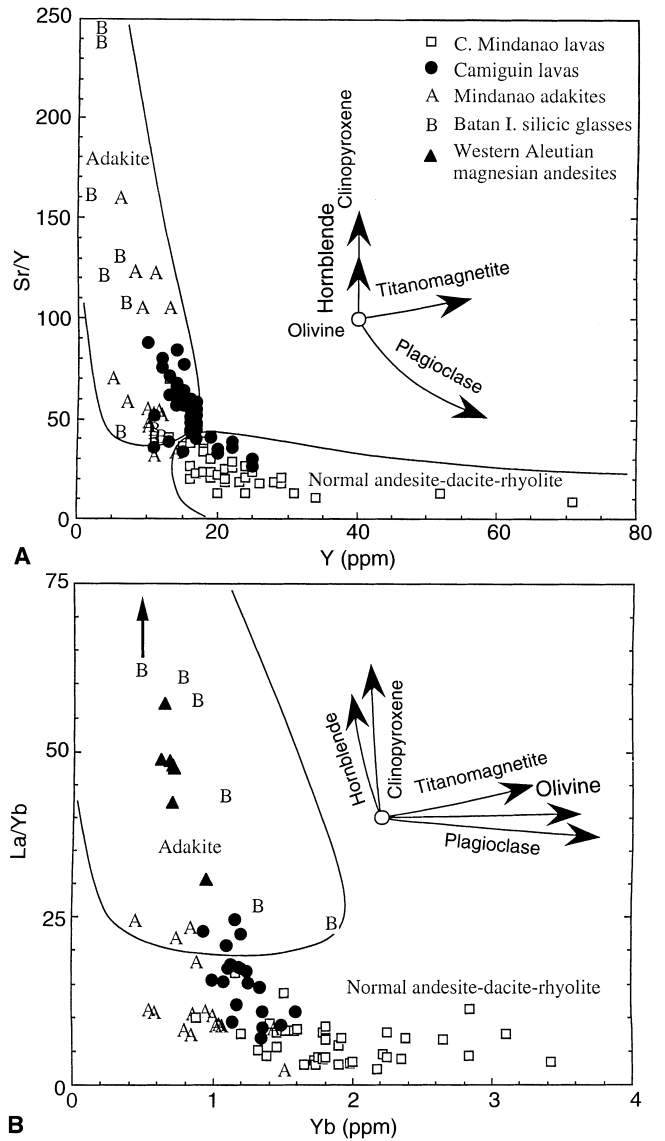 250
200
150
100
50
0
0
20
40
60
80
Sr/Y
Y (ppm)
A
C. Mindanao lavas
Camiguin lavas
A Mindanao adakites
B Batan I. silicic glasses
Western Aleutian
magnesian andesites
Adakite
Clinopyroxene
Hornblende
Titanomagnetite
Olivine
Plagioclase
Normal andesite-dacite-rhyolite
75
50
25
0
0
1
2
3
4
La/Yb
Yb (ppm)
B
Adakite
Hornblende
Clinopyroxene
Titanomagnetite
Olivine
Plagioclase
Normal andesite-dacite-rhyolite